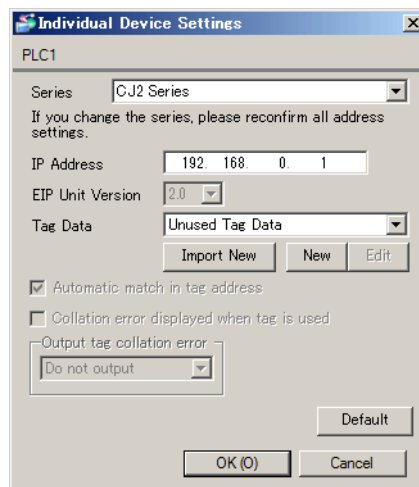 Individual Device Settings
PLC1
Series CJ2 Series
If you change the series, please reconfirm all address
settings.
IP Address 192. 168. 0. 1
EIP Unit Version 2.0
Tag Data Unused Tag Data
Import New New Edit
Automatic match in tag address
Collation error displayed when tag is used
Output tag collation error
Do not output
Default
OK (O) Cancel